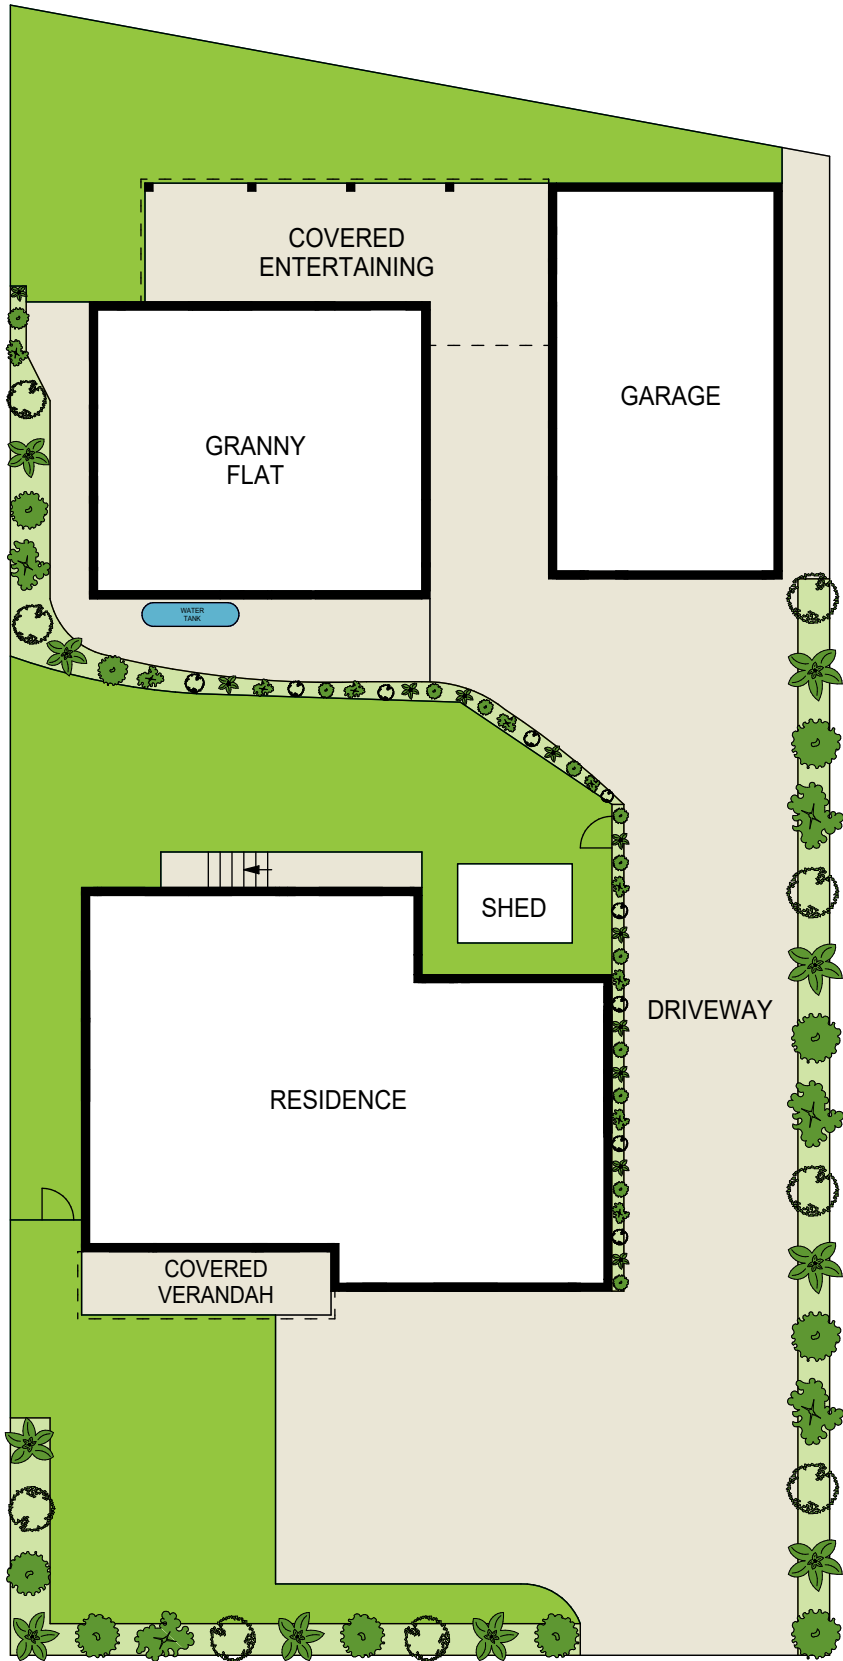 COVERED
ENTERTAINING
GARAGE
GRANNY
FLAT
WATER
TANK
SHED
DRIVEWAY
RESIDENCE
COVERED
VERANDAH